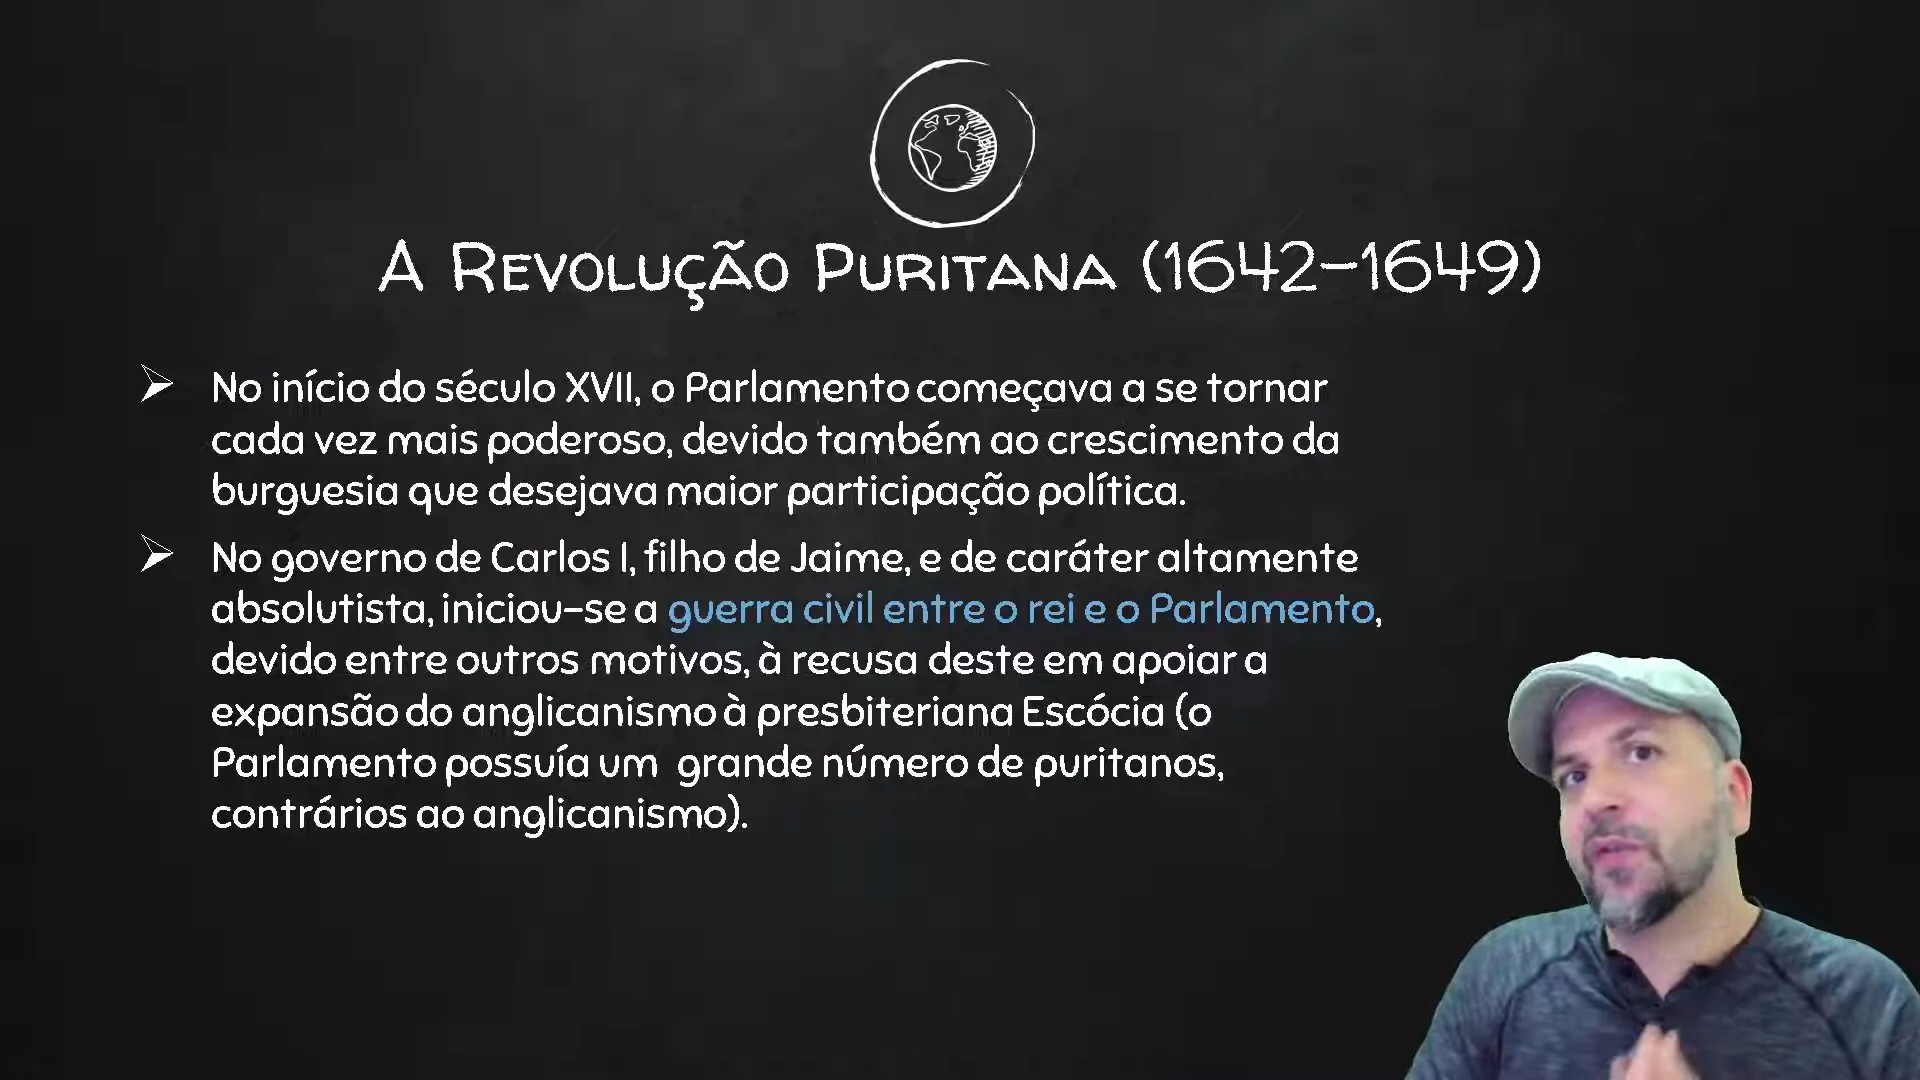 A Revolução Puritana (1642-1649)
No início do século XVII, o Parlamento começava a se tornar
cada vez mais poderoso, devido também ao crescimento da
burguesia que desejava maior participação política.
No governo de Carlos I, filho de Jaime, e de caráter altamente
absolutista, iniciou-se a guerra civil entre o rei e o Parlamento,
devido entre outros motivos, à recusa deste em apoiar a
expansão do anglicanismo à presbiteriana Escócia (o
Parlamento possuía um grande número de puritanos,
contrários ao anglicanismo).